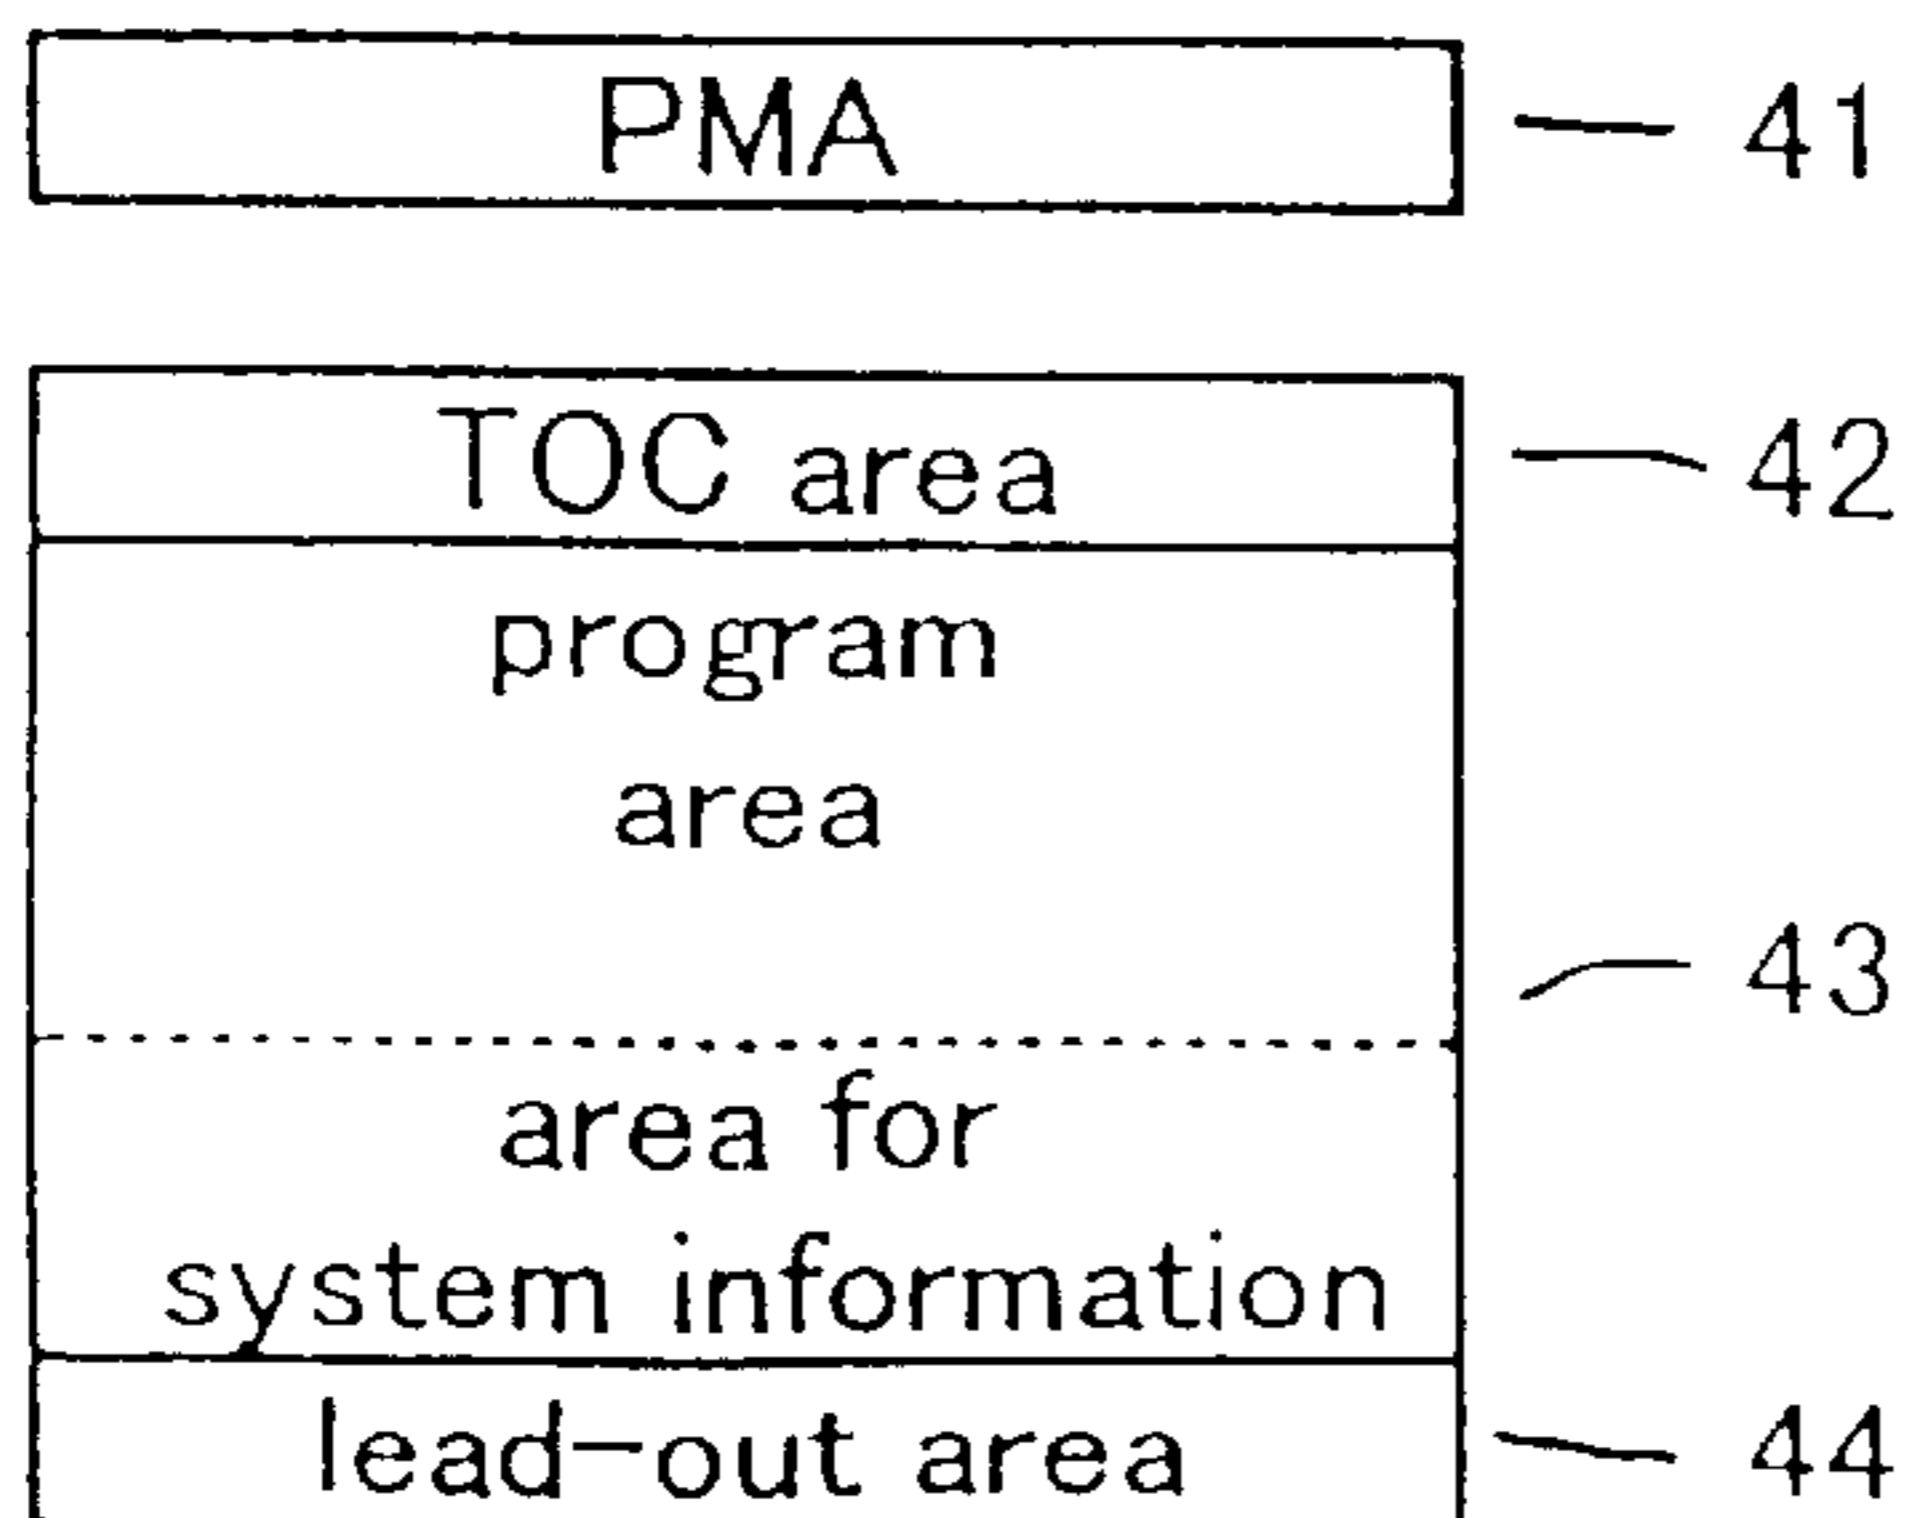 PMA 41
TOC area 42
program
area
43
area for
system information
lead-out area 44